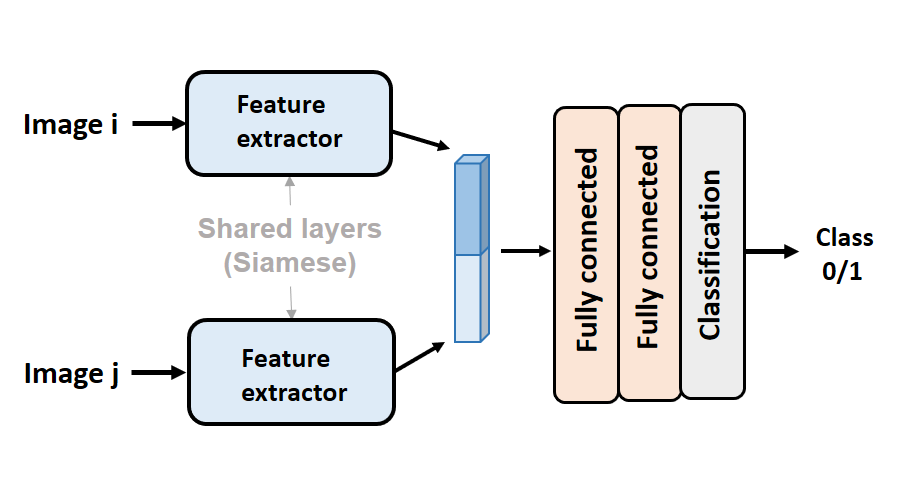 Image i
Feature
extractor
Shared layers
(Siamese)
Image j
Feature
extractor
Fully connected
Fully connected
Classification
Class
0/1